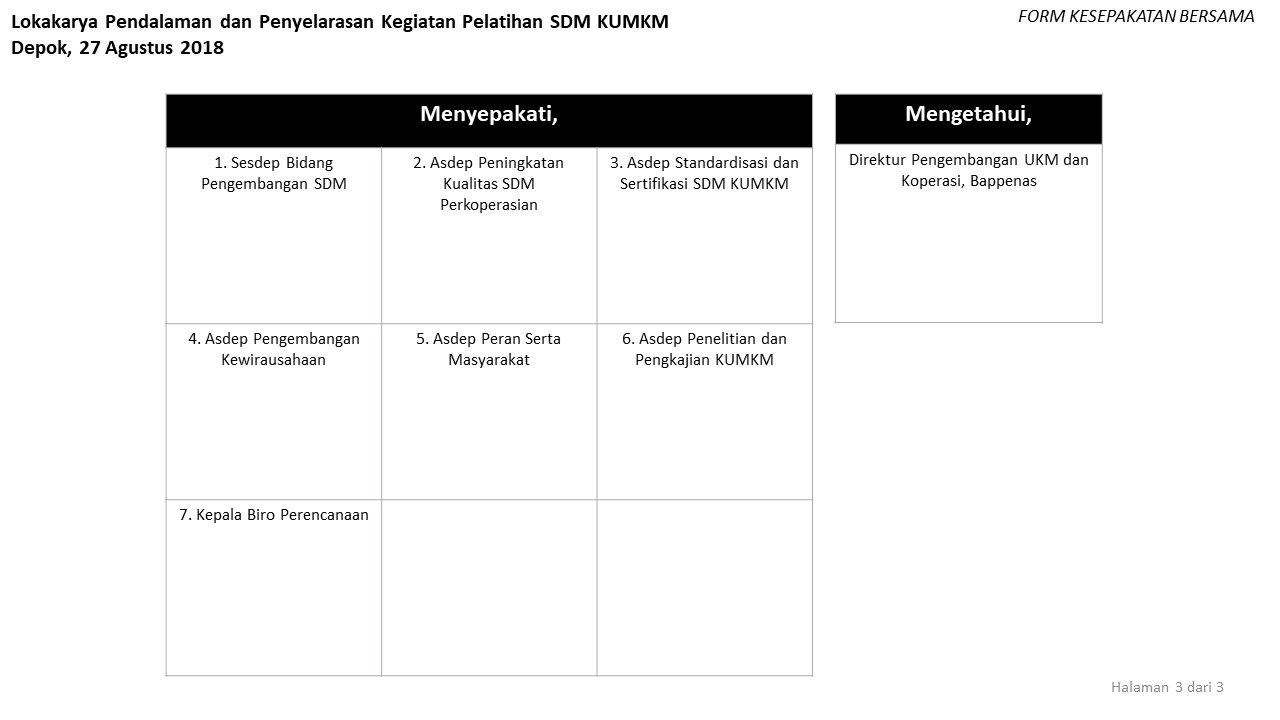 Lokakarya Pendalaman dan Penyelarasan Kegiatan Pelatihan SDM KUMKM
Depok, 27 Agustus 2018
FORM KESEPAKATAN BERSAMA
Menyepakati,
1. Sesdep Bidang
Pengembangan SDM
2. Asdep Peningkatan
Kualitas SDM
Perkoperasian
3. Asdep Standardisasi dan
Sertifikasi SDM KUMKM
4. Asdep Pengembangan
Kewirausahaan
5. Asdep Peran Serta
Masyarakat
6. Asdep Penelitian dan
Pengkajian KUMKM
7. Kepala Biro Perencanaan
Mengetahui,
Direktur Pengembangan UKM dan
Koperasi, Bappenas
Halaman 3 dari 3